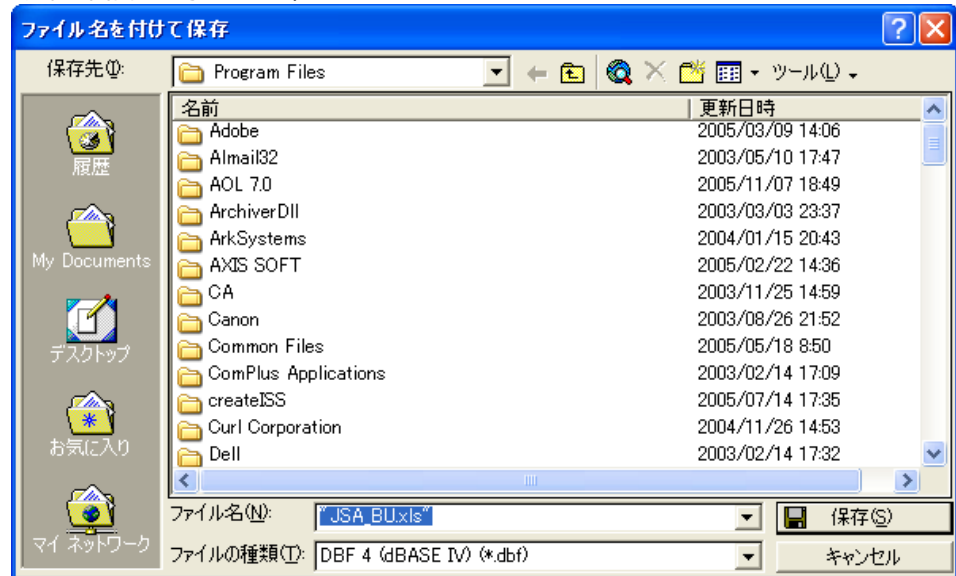 ファイル名を付けて保存
保存先(I):
Program Files
ツール(L)
名前 更新日時
Adobe 2005/03/09 14:06
Almail32 2003/05/10 17:47
AOL 7.0 2005/11/07 18:49
ArchiverDll 2003/03/03 23:37
ArkSystems 2004/01/15 20:43
AXIS SOFT 2005/02/22 14:36
CA 2003/11/25 14:59
Canon 2003/08/26 21:52
Common Files 2005/05/18 8:50
ComPlus Applications 2003/02/14 17:09
createISS 2005/07/14 17:35
Curl Corporation 2004/11/26 14:53
Dell 2003/02/14 17:32
履歴
My Documents
デスクトップ
お気に入り
マイ ネットワーク
ファイル名(N): "JSA_BU.xls" 保存(S)
ファイルの種類(T): DBF 4 (dBASE IV) (*.dbf) キャンセル